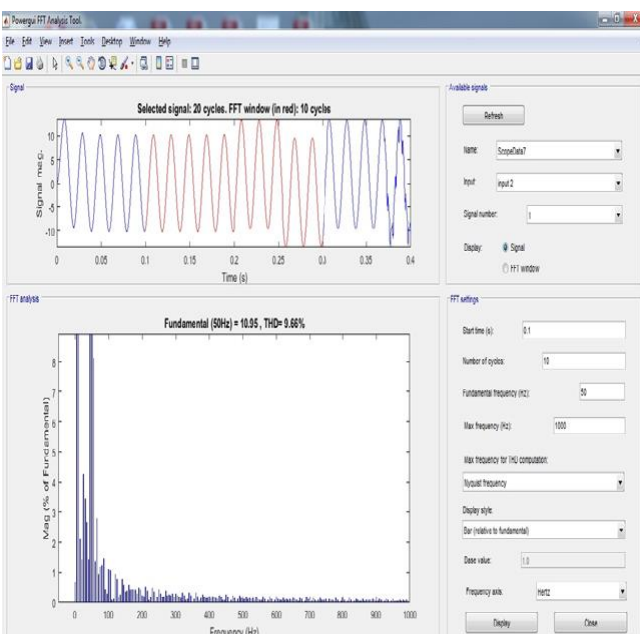 Powergui FFT Analysis Tool.
File Edit View Insert Tools Desktop Window Help
Signal
Selected signal: 20 cycles. FFT window (in red): 10 cycles
Signal mag.
10
5
0
-5
-10
0 0.05 0.1 0.15 0.2 0.25 0.3 0.35 0.4
Time (s)
FFT analysis
Fundamental (50Hz) = 10.95 , THD= 9.66%
Mag (% of Fundamental)
8
7
6
5
4
3
2
1
0
0 100 200 300 400 500 600 700 800 900 1000
Frequency (Hz)
Available signals
Refresh
Name: ScopeData7
Input: input 2
Signal number: 1
Display: Signal
FFT window
FFT settings
Start time (s): 0.1
Number of cycles: 10
Fundamental frequency (Hz): 50
Max frequency (Hz): 1000
Max frequency for THD computation:
Nyquist frequency
Display style:
Bar (relative to fundamental)
Base value: 1.0
Frequency axis: Hertz
Display Close